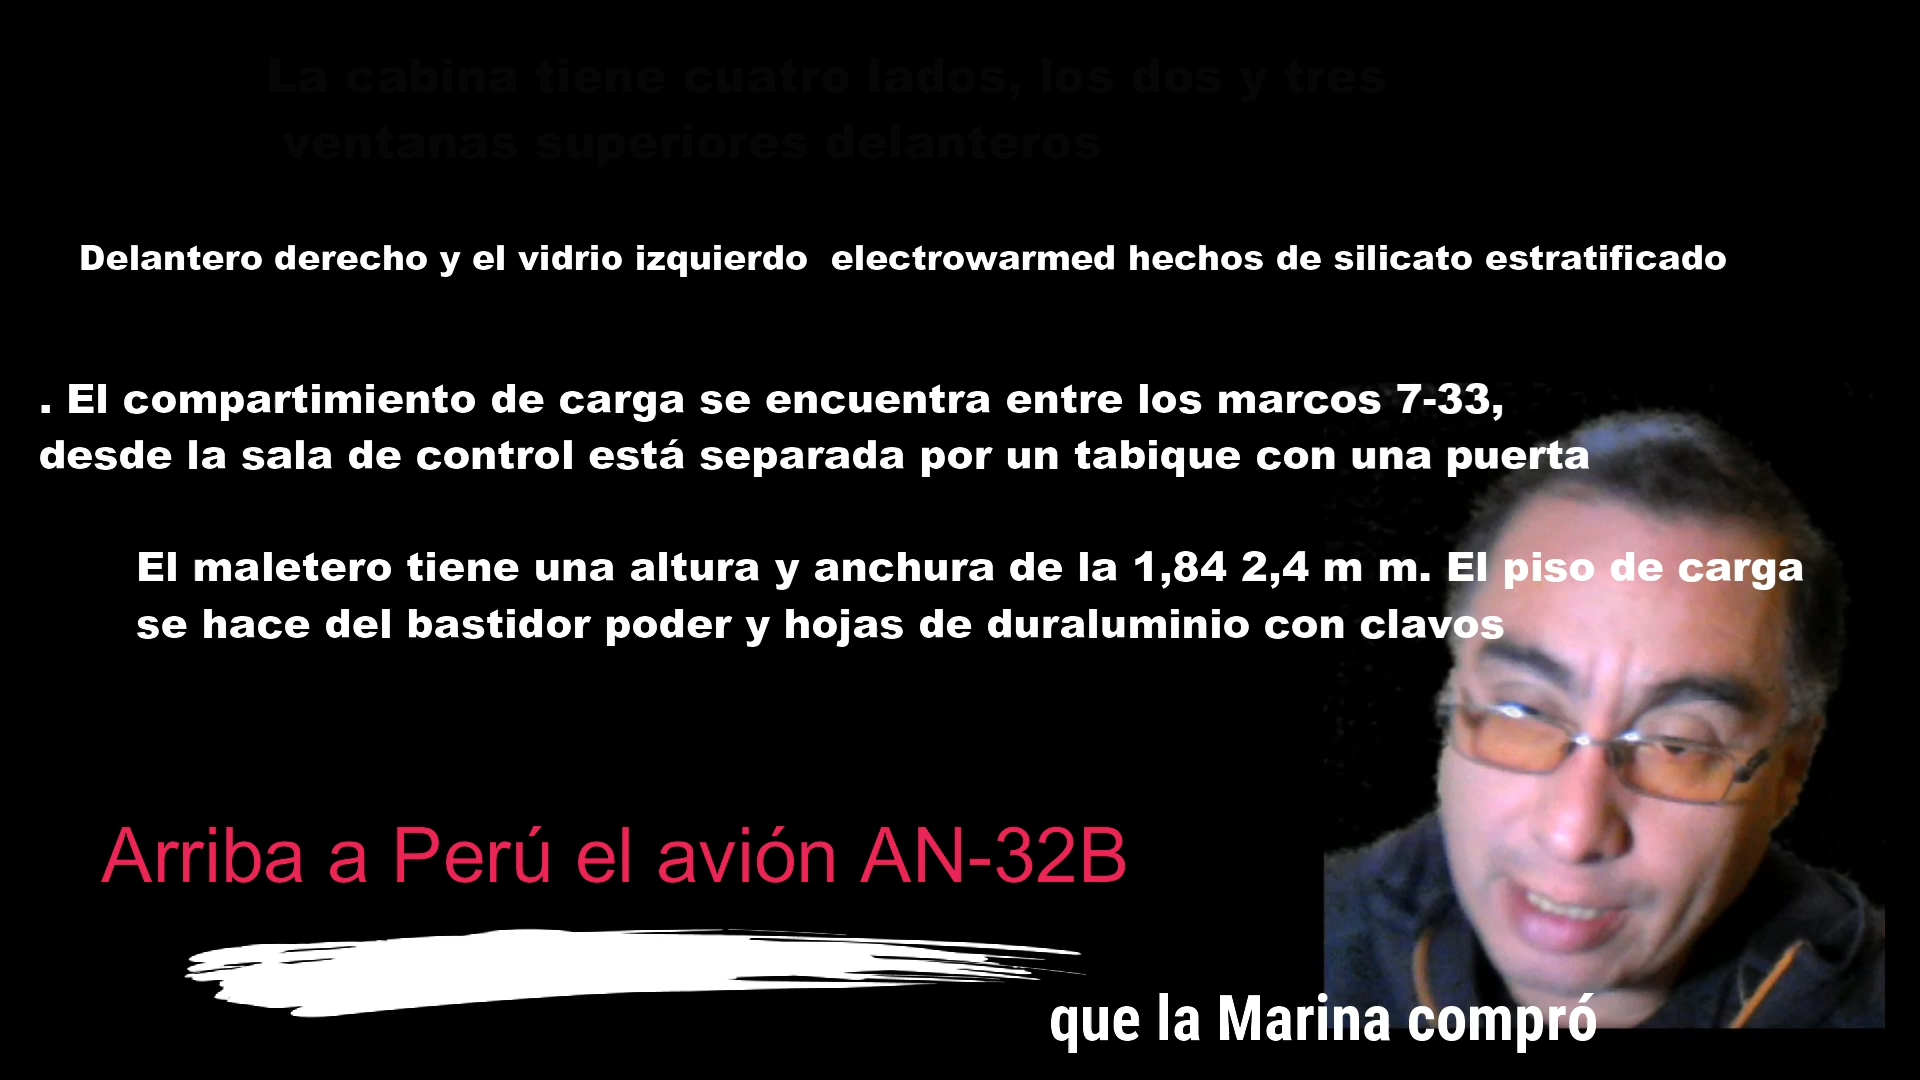 La cabina tiene cuatro lados, los dos y tres
ventanas superiores delanteros
Delantero derecho y el vidrio izquierdo electrowarmed hechos de silicato estratificado
. El compartimiento de carga se encuentra entre los marcos 7-33,
desde la sala de control está separada por un tabique con una puerta
El maletero tiene una altura y anchura de la 1,84 2,4 m m. El piso de carga
se hace del bastidor poder y hojas de duraluminio con clavos
Arriba a Perú el avión AN-32B
que la Marina compró